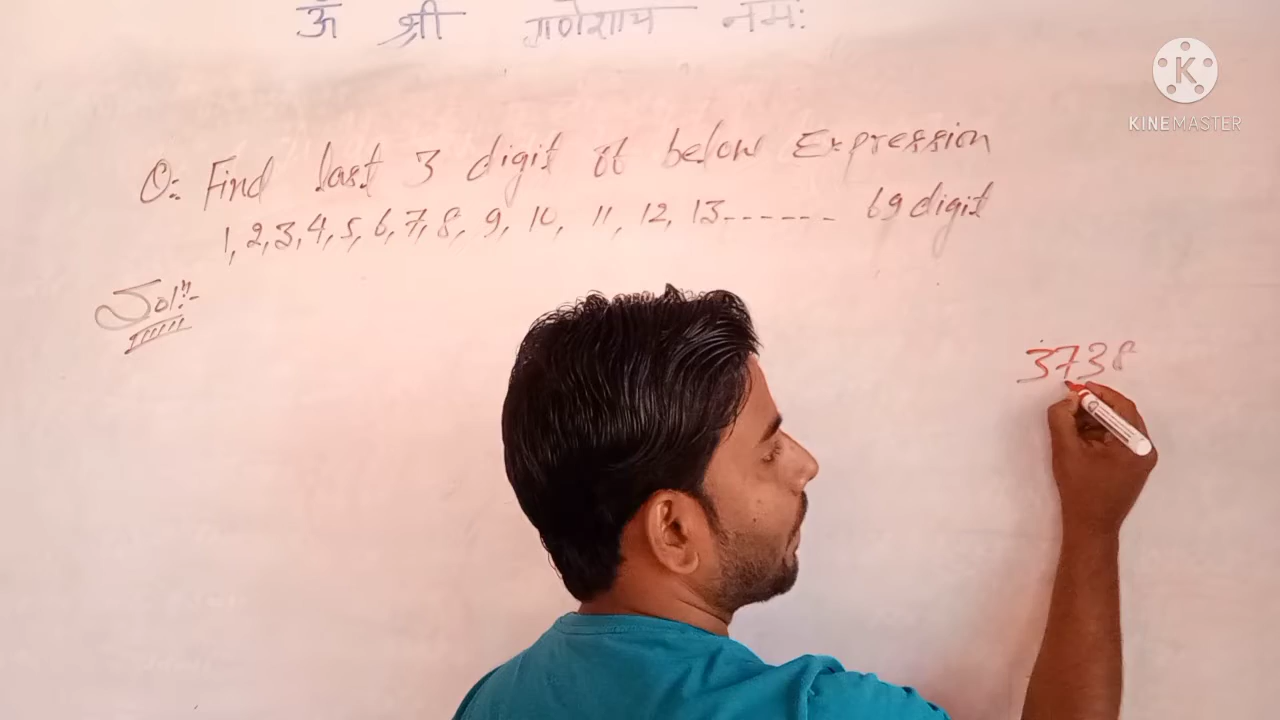 ॐ श्री गणेशाय नमः
KINEMASTER
Q: Find last 3 digit of below Expression
1, 2, 3, 4, 5, 6, 7, 8, 9, 10, 11, 12, 13------- 69 digit
Solⁿ:-
3738